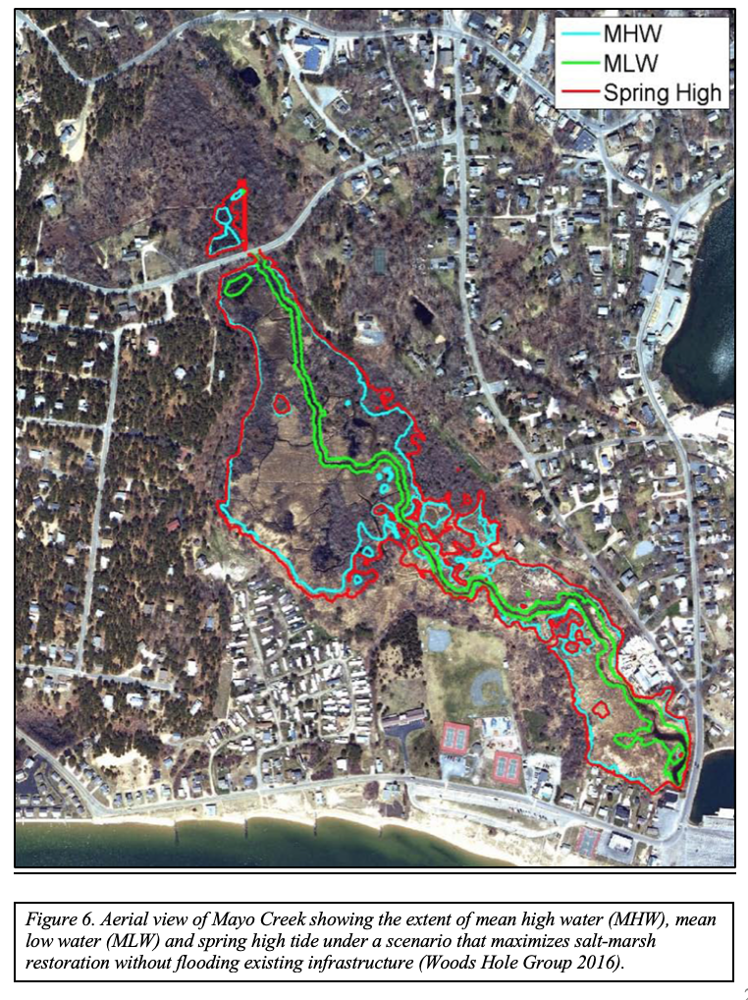 MHW
MLW
Spring High
Figure 6. Aerial view of Mayo Creek showing the extent of mean high water (MHW), mean
low water (MLW) and spring high tide under a scenario that maximizes salt-marsh
restoration without flooding existing infrastructure (Woods Hole Group 2016).